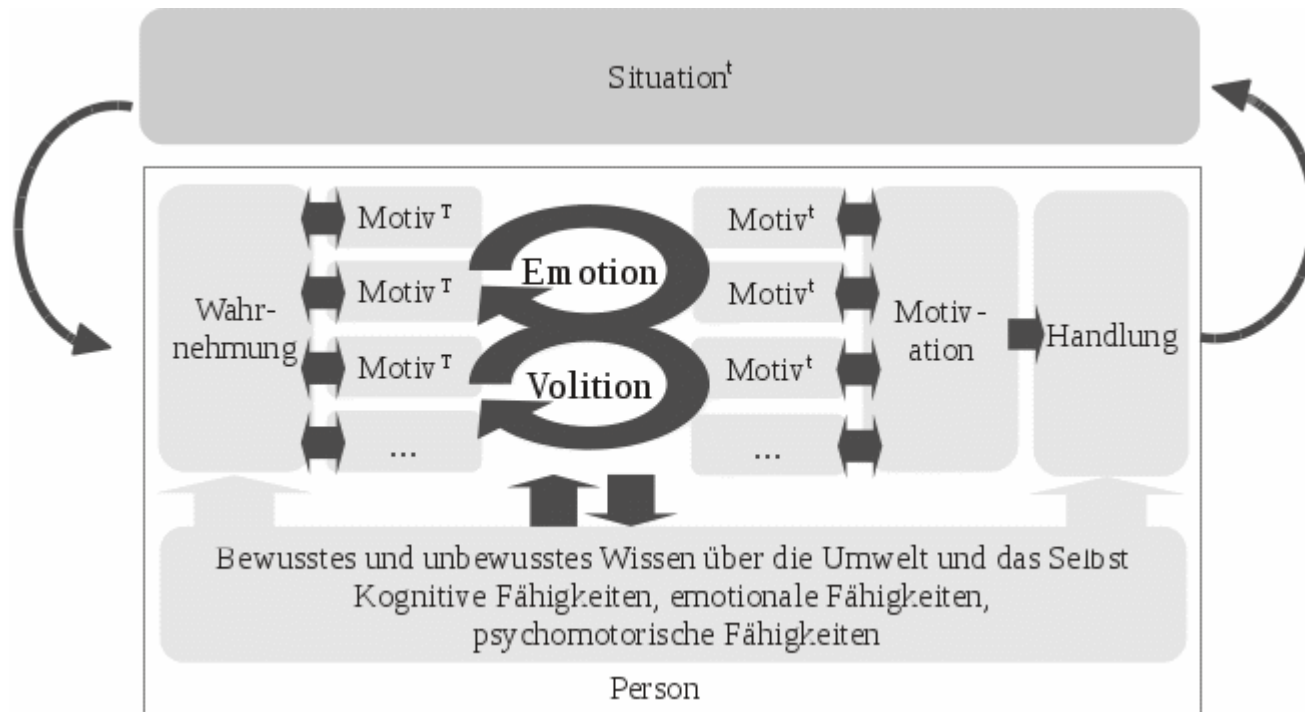 Situation^t
Motiv^T
Motiv^t
Emotion
Motiv^T
Motiv^t
Wahr-
nehmung
Motiv-
ation
Handlung
Motiv^T
Motiv^t
Volition
...
...
Bewusstes und unbewusstes Wissen über die Umwelt und das Selbst
Kognitive Fähigkeiten, emotionale Fähigkeiten,
psychomotorische Fähigkeiten
Person